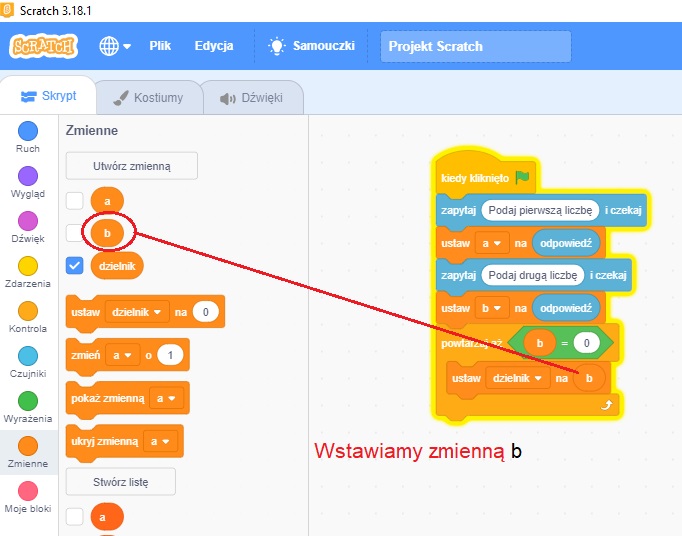 Scratch 3.18.1
SCRATCH Plik Edycja Samouczki Projekt Scratch
Skrypt Kostiumy Dźwięki
Ruch
Wygląd
Dźwięk
Zdarzenia
Kontrola
Czujniki
Wyrażenia
Zmienne
Moje bloki
Zmienne
Utwórz zmienną
a
b
dzielnik
ustaw dzielnik na 0
zmień a o 1
pokaż zmienną a
ukryj zmienną a
Stwórz listę
a
kiedy kliknięto
zapytaj Podaj pierwszą liczbę i czekaj
ustaw a na odpowiedź
zapytaj Podaj drugą liczbę i czekaj
ustaw b na odpowiedź
powtarzaj aż b = 0
ustaw dzielnik na b
Wstawiamy zmienną b